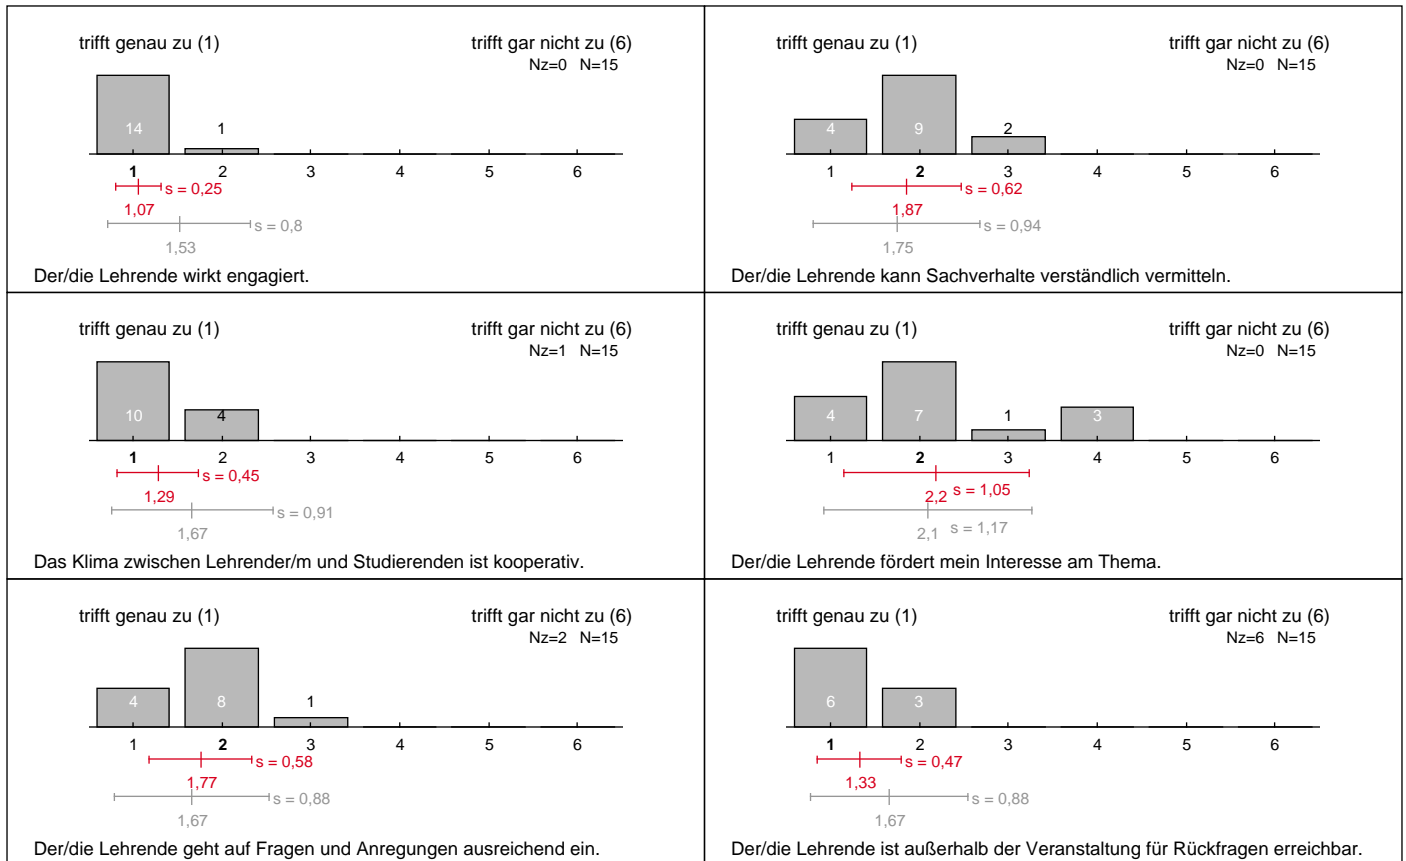 trifft genau zu (1) trifft gar nicht zu (6)
Nz=0 N=15
14 1
1 2 3 4 5 6
s = 0,25
1,07
s = 0,8
1,53
Der/die Lehrende wirkt engagiert.
trifft genau zu (1) trifft gar nicht zu (6)
Nz=0 N=15
4 9 2
1 2 3 4 5 6
s = 0,62
1,87
s = 0,94
1,75
Der/die Lehrende kann Sachverhalte verständlich vermitteln.
trifft genau zu (1) trifft gar nicht zu (6)
Nz=1 N=15
10 4
1 2 3 4 5 6
s = 0,45
1,29
s = 0,91
1,67
Das Klima zwischen Lehrender/m und Studierenden ist kooperativ.
trifft genau zu (1) trifft gar nicht zu (6)
Nz=0 N=15
4 7 1 3
1 2 3 4 5 6
2,2 s = 1,05
2,1 s = 1,17
Der/die Lehrende fördert mein Interesse am Thema.
trifft genau zu (1) trifft gar nicht zu (6)
Nz=2 N=15
4 8 1
1 2 3 4 5 6
s = 0,58
1,77
s = 0,88
1,67
Der/die Lehrende geht auf Fragen und Anregungen ausreichend ein.
trifft genau zu (1) trifft gar nicht zu (6)
Nz=6 N=15
6 3
1 2 3 4 5 6
s = 0,47
1,33
s = 0,88
1,67
Der/die Lehrende ist außerhalb der Veranstaltung für Rückfragen erreichbar.